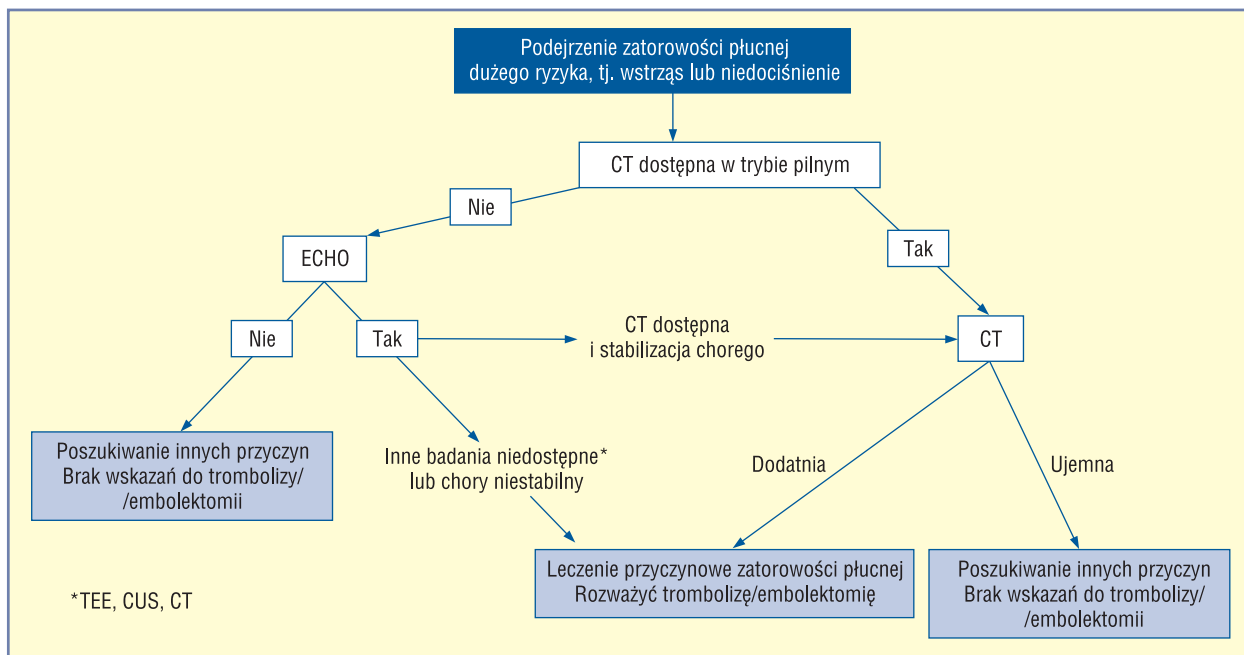 Podejrzenie zatorowości płucnej
dużego ryzyka, tj. wstrząs lub niedociśnienie
CT dostępna w trybie pilnym
Nie
Tak
ECHO
Nie
Tak
CT dostępna
i stabilizacja chorego
CT
Poszukiwanie innych przyczyn
Brak wskazań do trombolizy/
/embolektomii
Inne badania niedostępne*
lub chory niestabilny
Dodatnia
Ujemna
Leczenie przyczynowe zatorowości płucnej
Rozważyć trombolizę/embolektomię
Poszukiwanie innych przyczyn
Brak wskazań do trombolizy/
/embolektomii
*TEE, CUS, CT